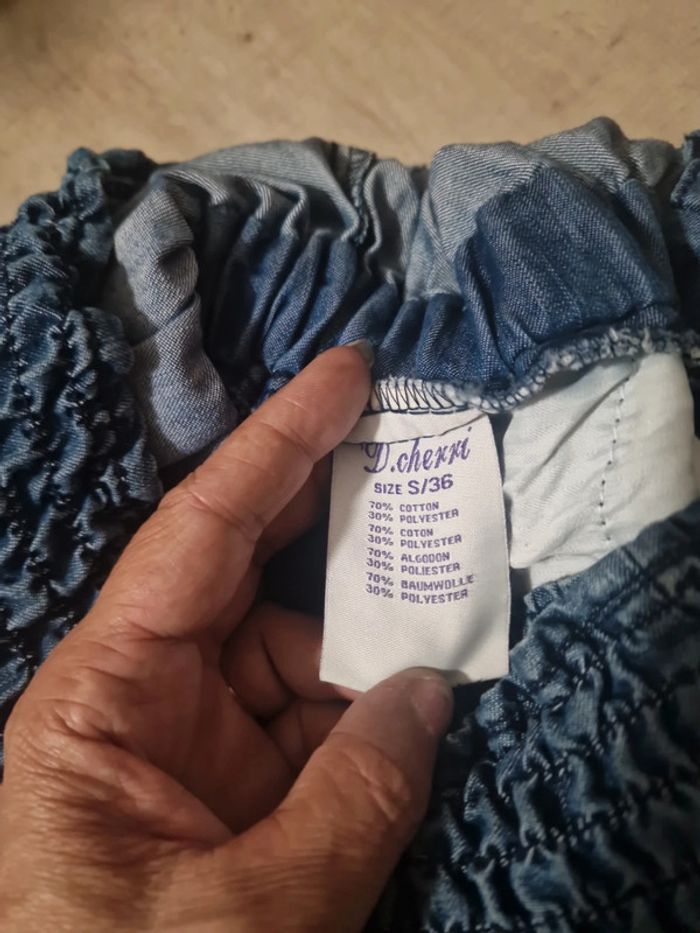 D.cherri
SIZE S/36
70% COTTON
30% POLYESTER
70% COTON
30% POLYESTER
70% ALGODON
30% POLIESTER
70% BAUMWOLLE
30% POLYESTER